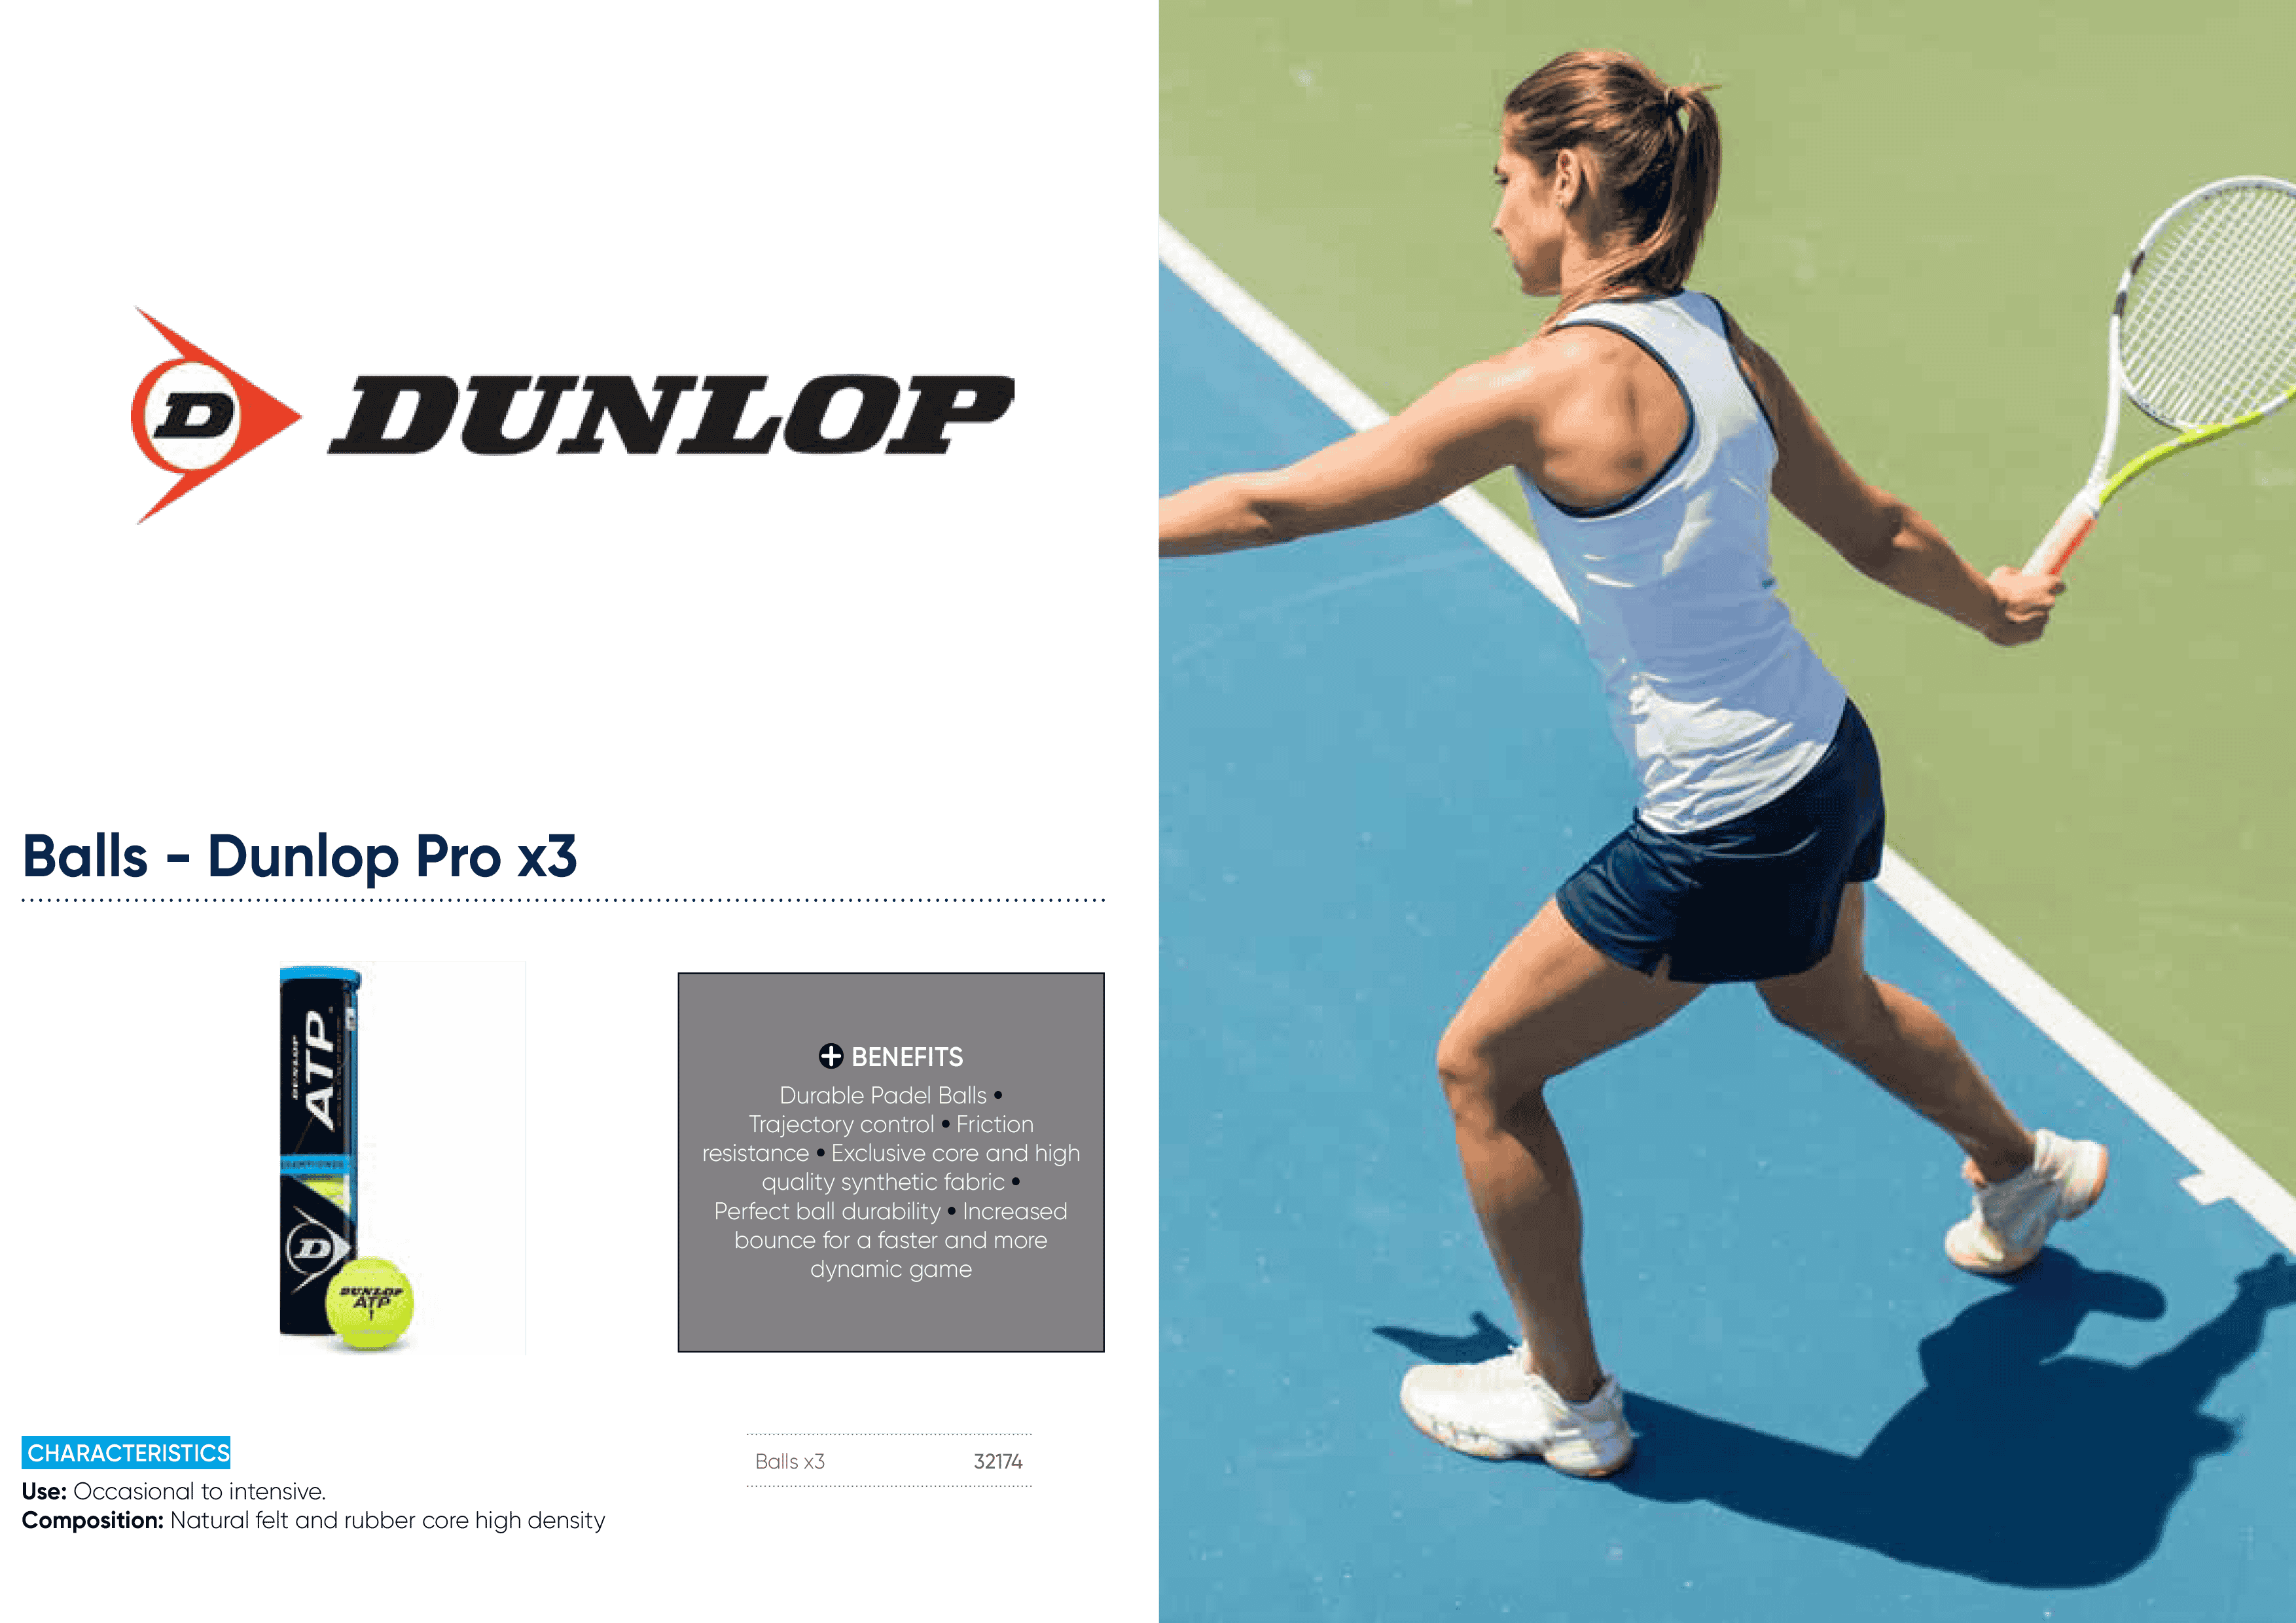 D DUNLOP
Balls - Dunlop Pro x3
DUNLOP
ATP
D
DUNLOP
ATP
1
BENEFITS
Durable Padel Balls •
Trajectory control • Friction
resistance • Exclusive core and high
quality synthetic fabric •
Perfect ball durability • Increased
bounce for a faster and more
dynamic game
CHARACTERISTICS
Use: Occasional to intensive.
Composition: Natural felt and rubber core high density
Balls x3 32174